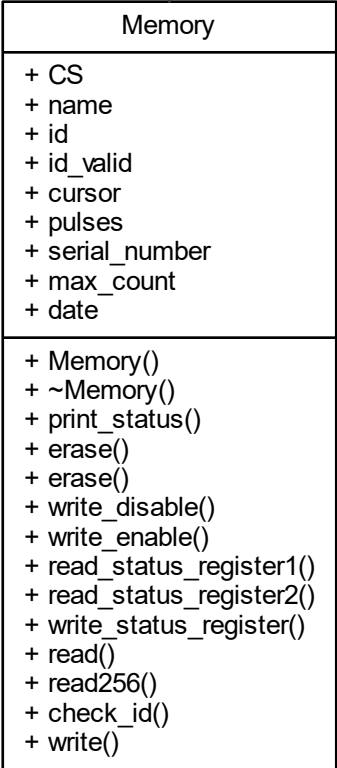 Memory
+ CS
+ name
+ id
+ id_valid
+ cursor
+ pulses
+ serial_number
+ max_count
+ date
+ Memory()
+ ~Memory()
+ print_status()
+ erase()
+ erase()
+ write_disable()
+ write_enable()
+ read_status_register1()
+ read_status_register2()
+ write_status_register()
+ read()
+ read256()
+ check_id()
+ write()